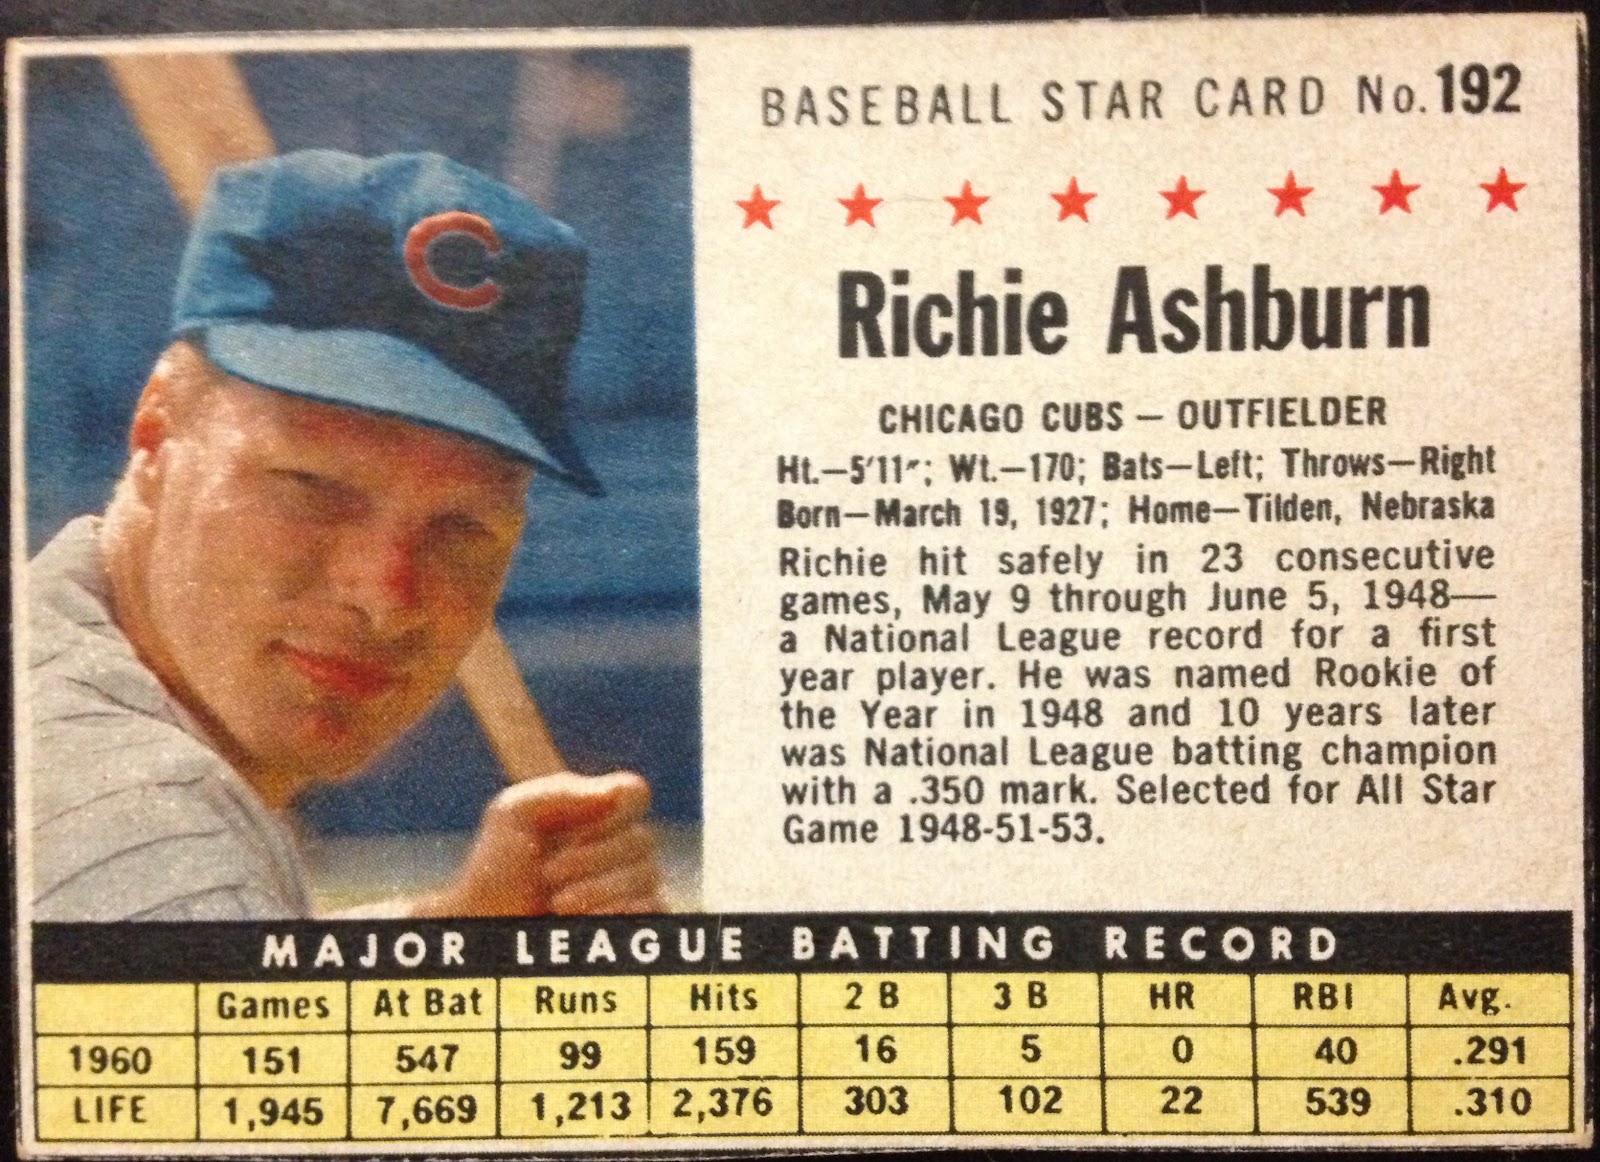 C
BASEBALL STAR CARD No. 192
Richie Ashburn
CHICAGO CUBS — OUTFIELDER
Ht.—5'11"; Wt.—170; Bats—Left; Throws—Right
Born—March 19, 1927; Home—Tilden, Nebraska
Richie hit safely in 23 consecutive
games, May 9 through June 5, 1948—
a National League record for a first
year player. He was named Rookie of
the Year in 1948 and 10 years later
was National League batting champion
with a .350 mark. Selected for All Star
Game 1948-51-53.
MAJOR LEAGUE BATTING RECORD
Games At Bat Runs Hits 2 B 3 B HR RBI Avg.
1960 151 547 99 159 16 5 0 40 .291
LIFE 1,945 7,669 1,213 2,376 303 102 22 539 .310